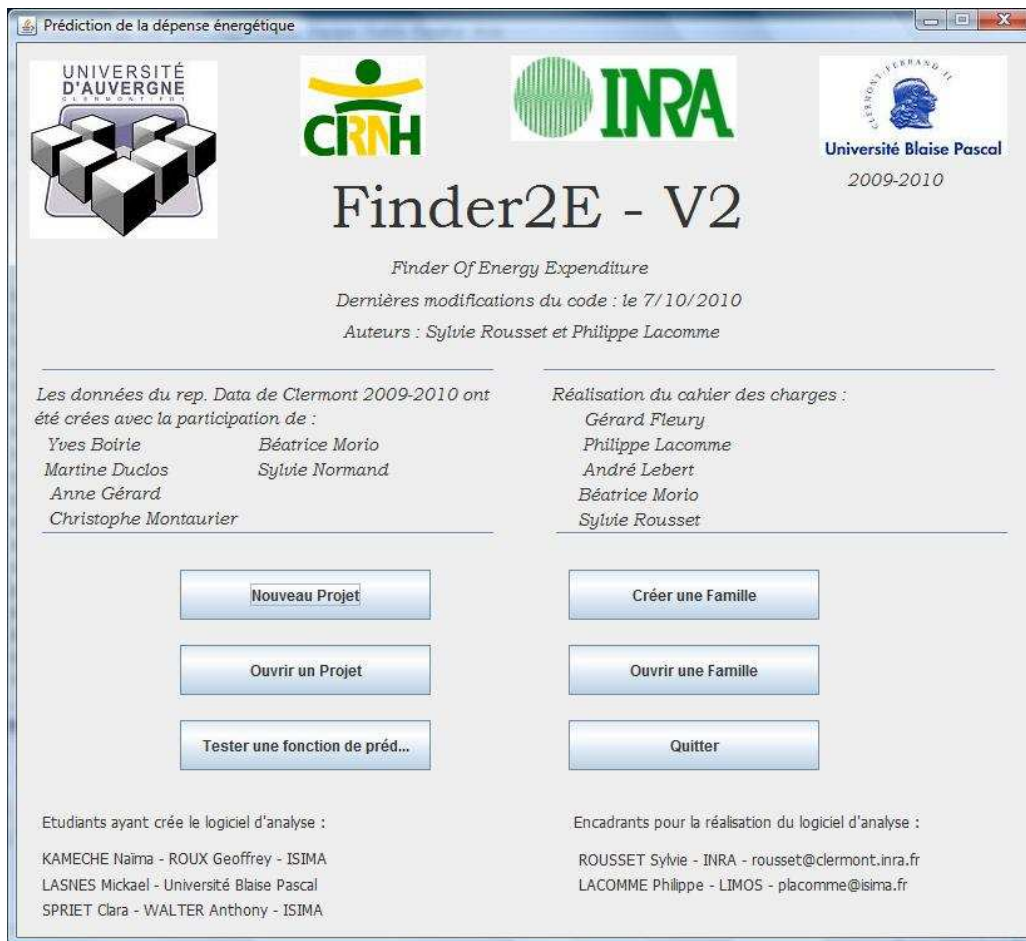 Prédiction de la dépense énergétique
UNIVERSITÉ
D'AUVERGNE
CLERMONT-FD1
CRNH
INRA
CLERMONT-FERRAND-II
Université Blaise Pascal
2009-2010
Finder2E - V2
Finder Of Energy Expenditure
Dernières modifications du code : le 7/10/2010
Auteurs : Sylvie Rousset et Philippe Lacomme
Les données du rep. Data de Clermont 2009-2010 ont
été crées avec la participation de :
Yves Boirie
Béatrice Morio
Martine Duclos
Sylvie Normand
Anne Gérard
Christophe Montaurier
Réalisation du cahier des charges :
Gérard Fleury
Philippe Lacomme
André Lebert
Béatrice Morio
Sylvie Rousset
Nouveau Projet
Créer une Famille
Ouvrir un Projet
Ouvrir une Famille
Tester une fonction de préd...
Quitter
Etudiants ayant crée le logiciel d'analyse :
KAMECHE Naïma - ROUX Geoffrey - ISIMA
LASNES Mickael - Université Blaise Pascal
SPRIET Clara - WALTER Anthony - ISIMA
Encadrants pour la réalisation du logiciel d'analyse :
ROUSSET Sylvie - INRA - rousset@clermont.inra.fr
LACOMME Philippe - LIMOS - placomme@isima.fr